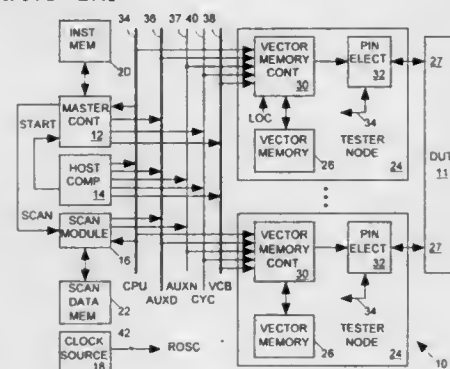 34 36 37 40 38
INST
MEM
20
MASTER
CONT
12
START
HOST
COMP
14
SCAN
SCAN
MODULE
16
SCAN
DATA
MEM
22
CPU
AUXD
AUXN
CYC
VCB
42
CLOCK
SOURCE
18
ROSC
VECTOR
MEMORY
CONT
30
PIN
ELECT
32
27
LOC
34
VECTOR
MEMORY
26
TESTER
NODE
24
DUT
11
VECTOR
MEMORY
CONT
30
PIN
ELECT
32
27
34
VECTOR
MEMORY
26
TESTER
NODE
24
10